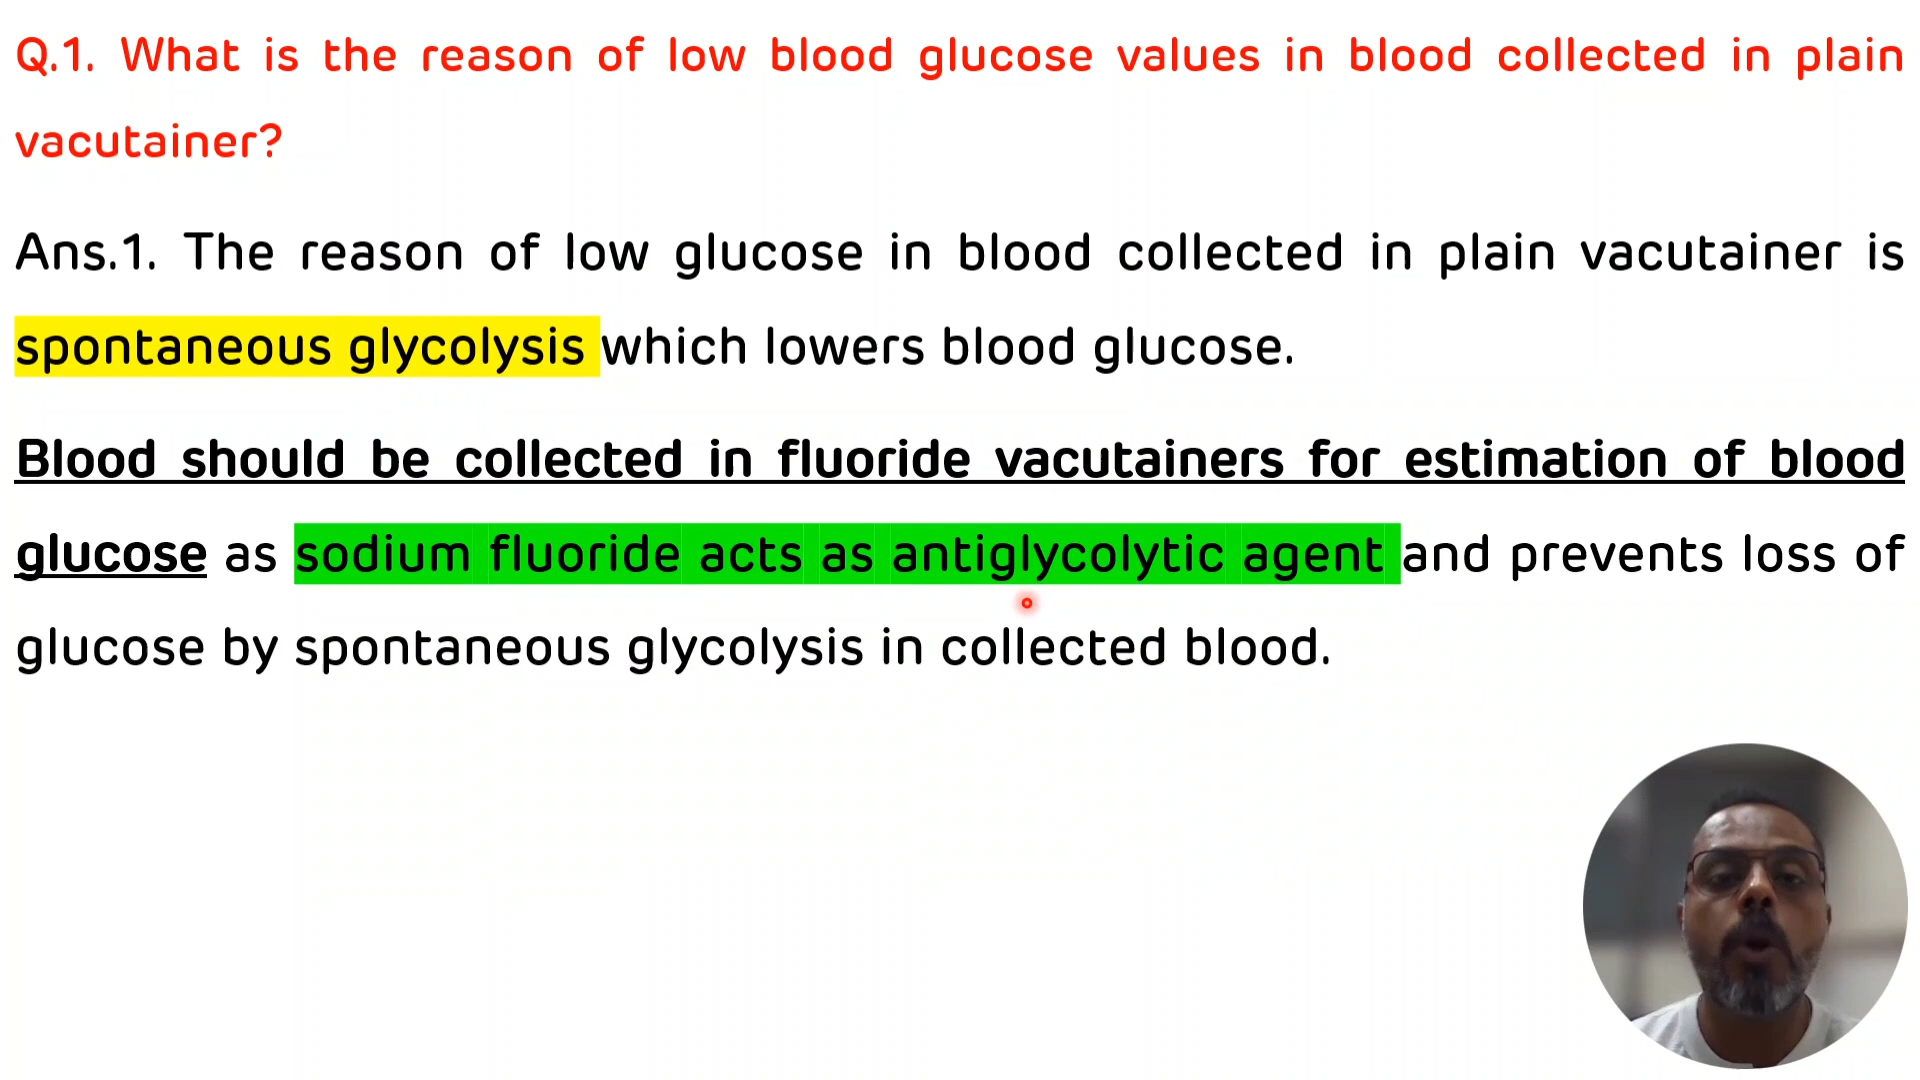 Q.1. What is the reason of low blood glucose values in blood collected in plain
vacutainer?
Ans.1. The reason of low glucose in blood collected in plain vacutainer is
spontaneous glycolysis which lowers blood glucose.
Blood should be collected in fluoride vacutainers for estimation of blood
glucose as sodium fluoride acts as antiglycolytic agent and prevents loss of
glucose by spontaneous glycolysis in collected blood.